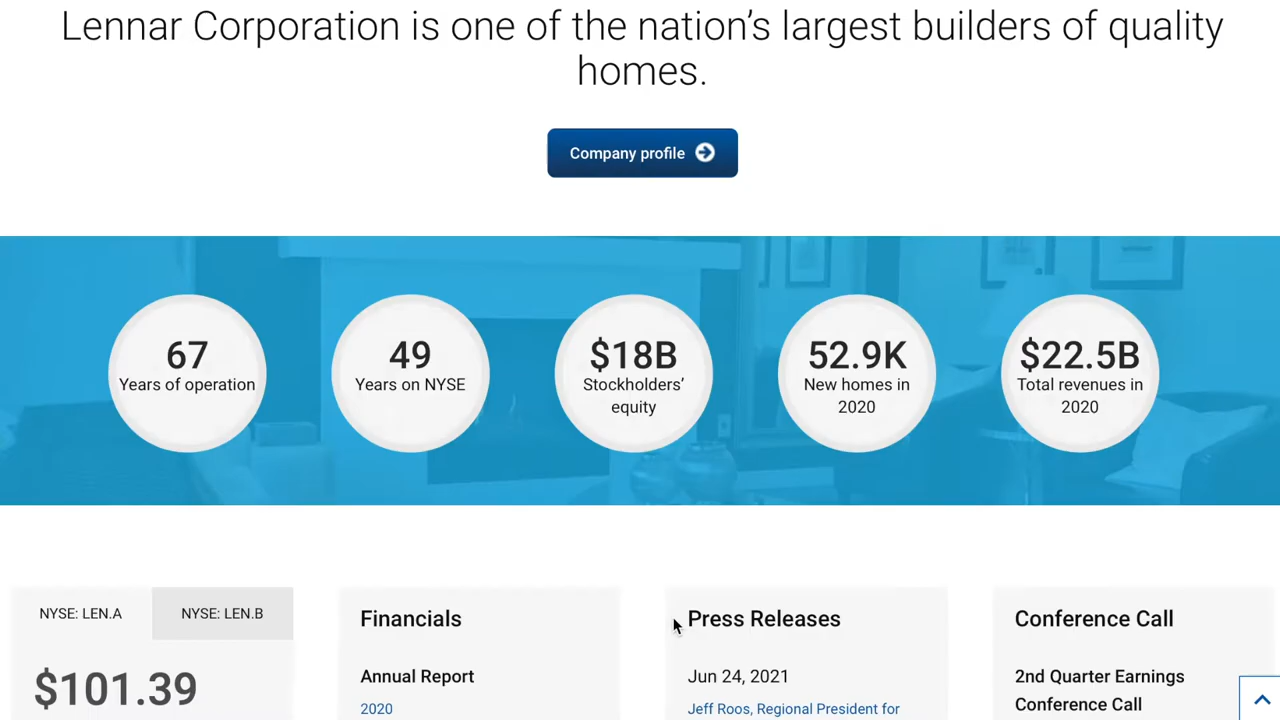 Lennar Corporation is one of the nation’s largest builders of quality
homes.
Company profile
67
Years of operation
49
Years on NYSE
$18B
Stockholders’
equity
52.9K
New homes in
2020
$22.5B
Total revenues in
2020
NYSE: LEN.A
NYSE: LEN.B
$101.39
Financials
Annual Report
2020
Press Releases
Jun 24, 2021
Jeff Roos, Regional President for
Conference Call
2nd Quarter Earnings
Conference Call